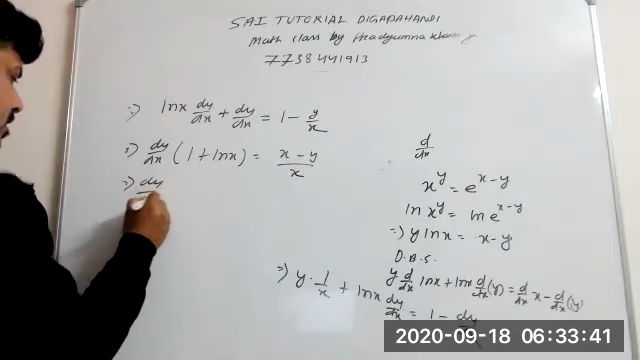 SAI TUTORIAL DIGAPAHANDI
Math class by Pradyumna
7738441913
⇒ lnx dy/dx + dy/dx = 1 - y/x
⇒ dy/dx (1 + lnx) = x - y / x
⇒ dy
d/dx
x^y = e^x-y
ln x^y = ln e^x-y
⇒ y lnx = x - y
D.B.S.
y d/dx lnx + lnx d/dx (y) = d/dx x - d/dx (y)
⇒ y · 1/x + lnx dy/dx = 1 - dy
2020-09-18 06:33:41